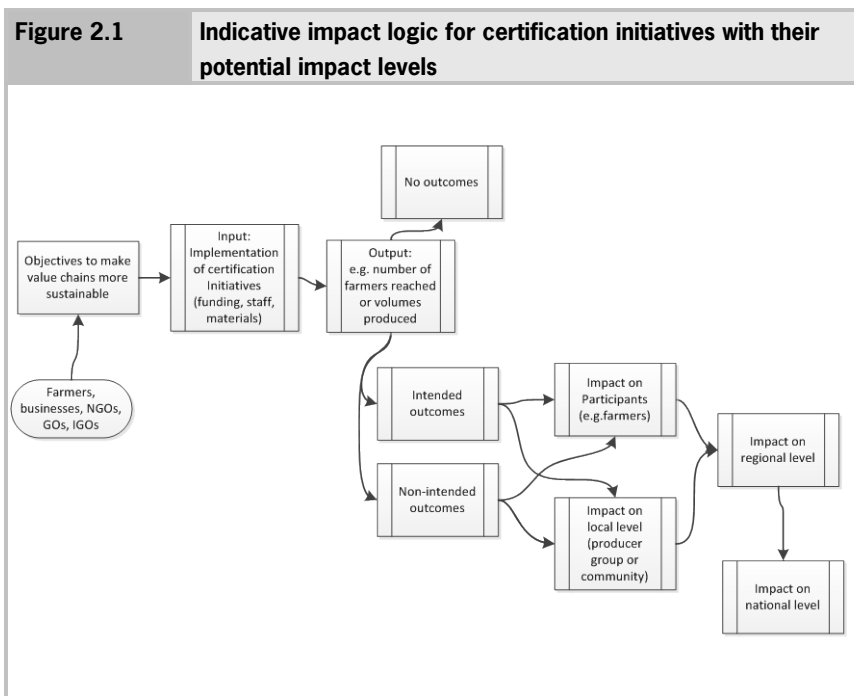 Figure 2.1
Indicative impact logic for certification initiatives with their
potential impact levels
No outcomes
Objectives to make
value chains more
sustainable
Input:
Implementation
of certification
Initiatives
(funding, staff,
materials)
Output:
e.g. number of
farmers reached
or volumes
produced
Farmers,
businesses, NGOs,
GOs, IGOs
Intended
outcomes
Non-intended
outcomes
Impact on
Participants
(e.g.farmers)
Impact on
local level
(producer
group or
community)
Impact on
regional level
Impact on
national level